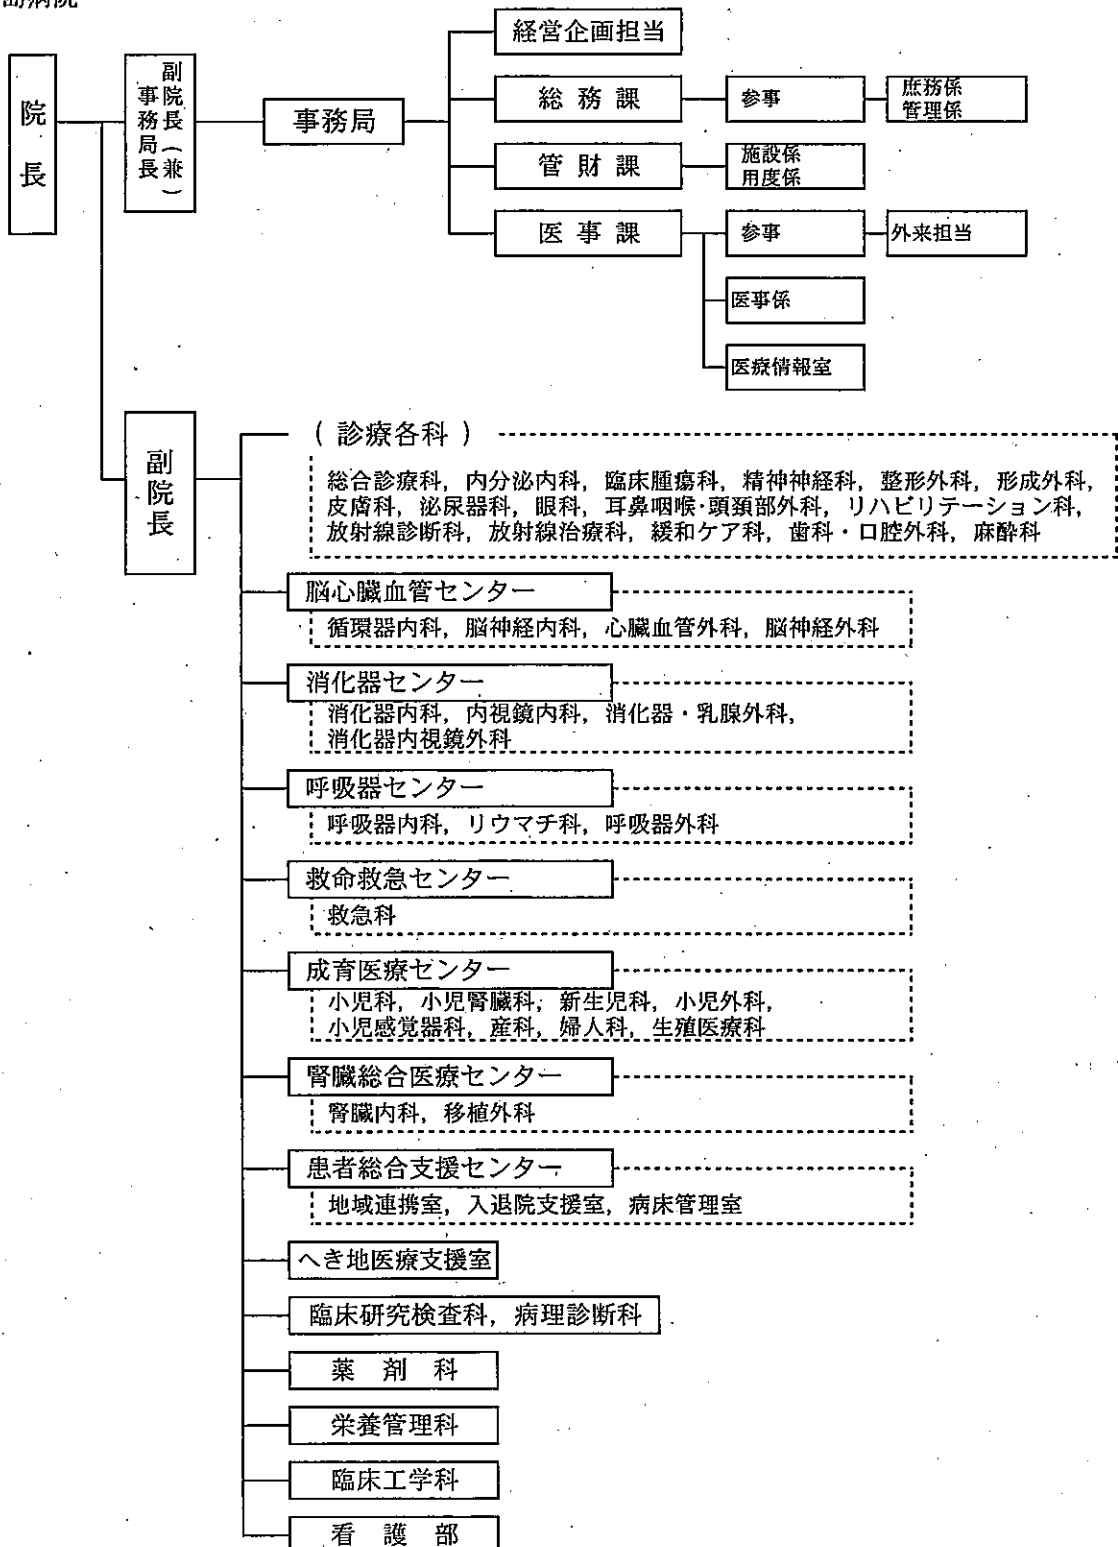 病院
院長
副院長(兼)
事務局長
事務局
経営企画担当
総務課
参事
庶務係
管理係
管財課
施設係
用度係
医事課
参事
外来担当
医事係
医療情報室
副院長
(診療各科)
総合診療科, 内分泌内科, 臨床腫瘍科, 精神神経科, 整形外科, 形成外科,
皮膚科, 泌尿器科, 眼科, 耳鼻咽喉・頭頚部外科, リハビリテーション科,
放射線診断科, 放射線治療科, 緩和ケア科, 歯科・口腔外科, 麻酔科
脳心臓血管センター
循環器内科, 脳神経内科, 心臓血管外科, 脳神経外科
消化器センター
消化器内科, 内視鏡内科, 消化器・乳腺外科,
消化器内視鏡外科
呼吸器センター
呼吸器内科, リウマチ科, 呼吸器外科
救命救急センター
救急科
成育医療センター
小児科, 小児腎臓科, 新生児科, 小児外科,
小児感覚器科, 産科, 婦人科, 生殖医療科
腎臓総合医療センター
腎臓内科, 移植外科
患者総合支援センター
地域連携室, 入退院支援室, 病床管理室
へき地医療支援室
臨床研究検査科, 病理診断科
薬剤科
栄養管理科
臨床工学科
看護部